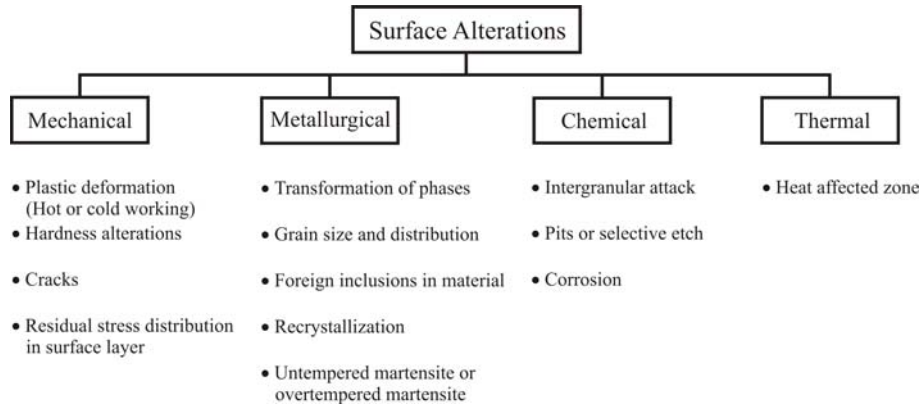 Surface Alterations
Mechanical
Metallurgical
Chemical
Thermal
• Plastic deformation
(Hot or cold working)
• Hardness alterations
• Cracks
• Residual stress distribution
in surface layer
• Transformation of phases
• Grain size and distribution
• Foreign inclusions in material
• Recrystallization
• Untempered martensite or
overtempered martensite
• Intergranular attack
• Pits or selective etch
• Corrosion
• Heat affected zone